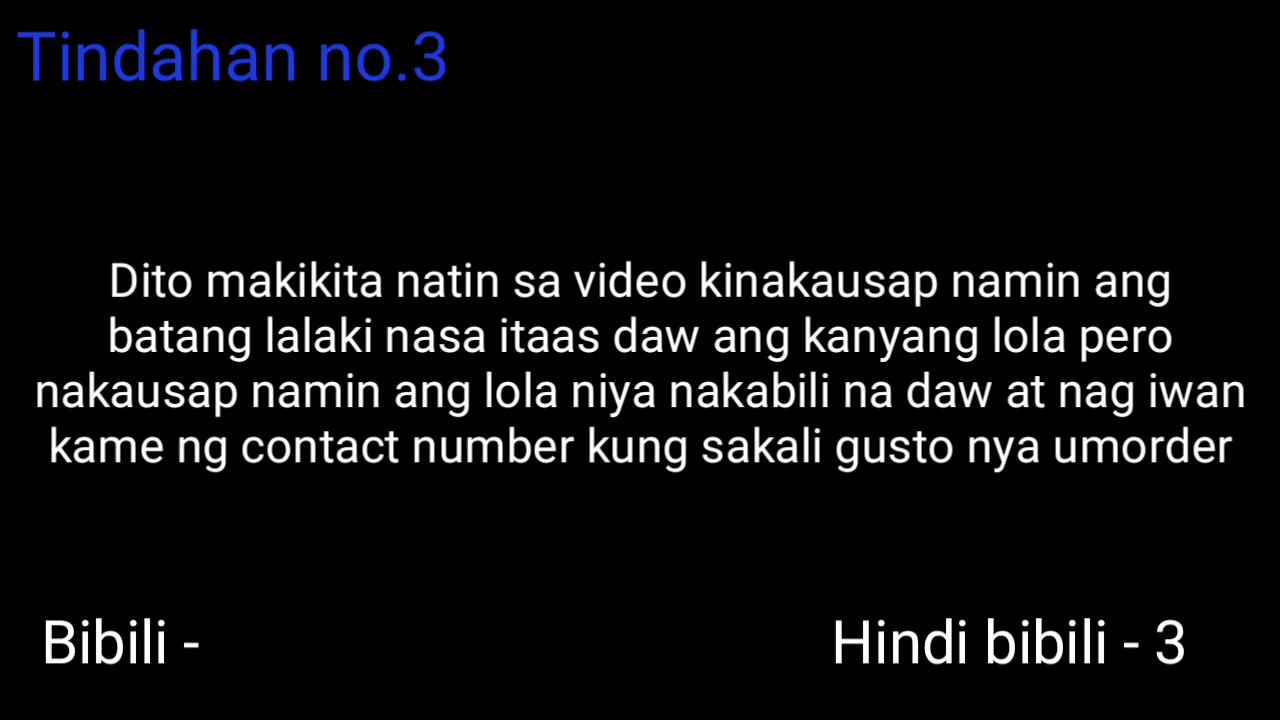 Tindahan no.3
Dito makikita natin sa video kinakausap namin ang
batang lalaki nasa itaas daw ang kanyang lola pero
nakausap namin ang lola niya nakabili na daw at nag iwan
kame ng contact number kung sakali gusto nya umorder
Bibili -
Hindi bibili - 3